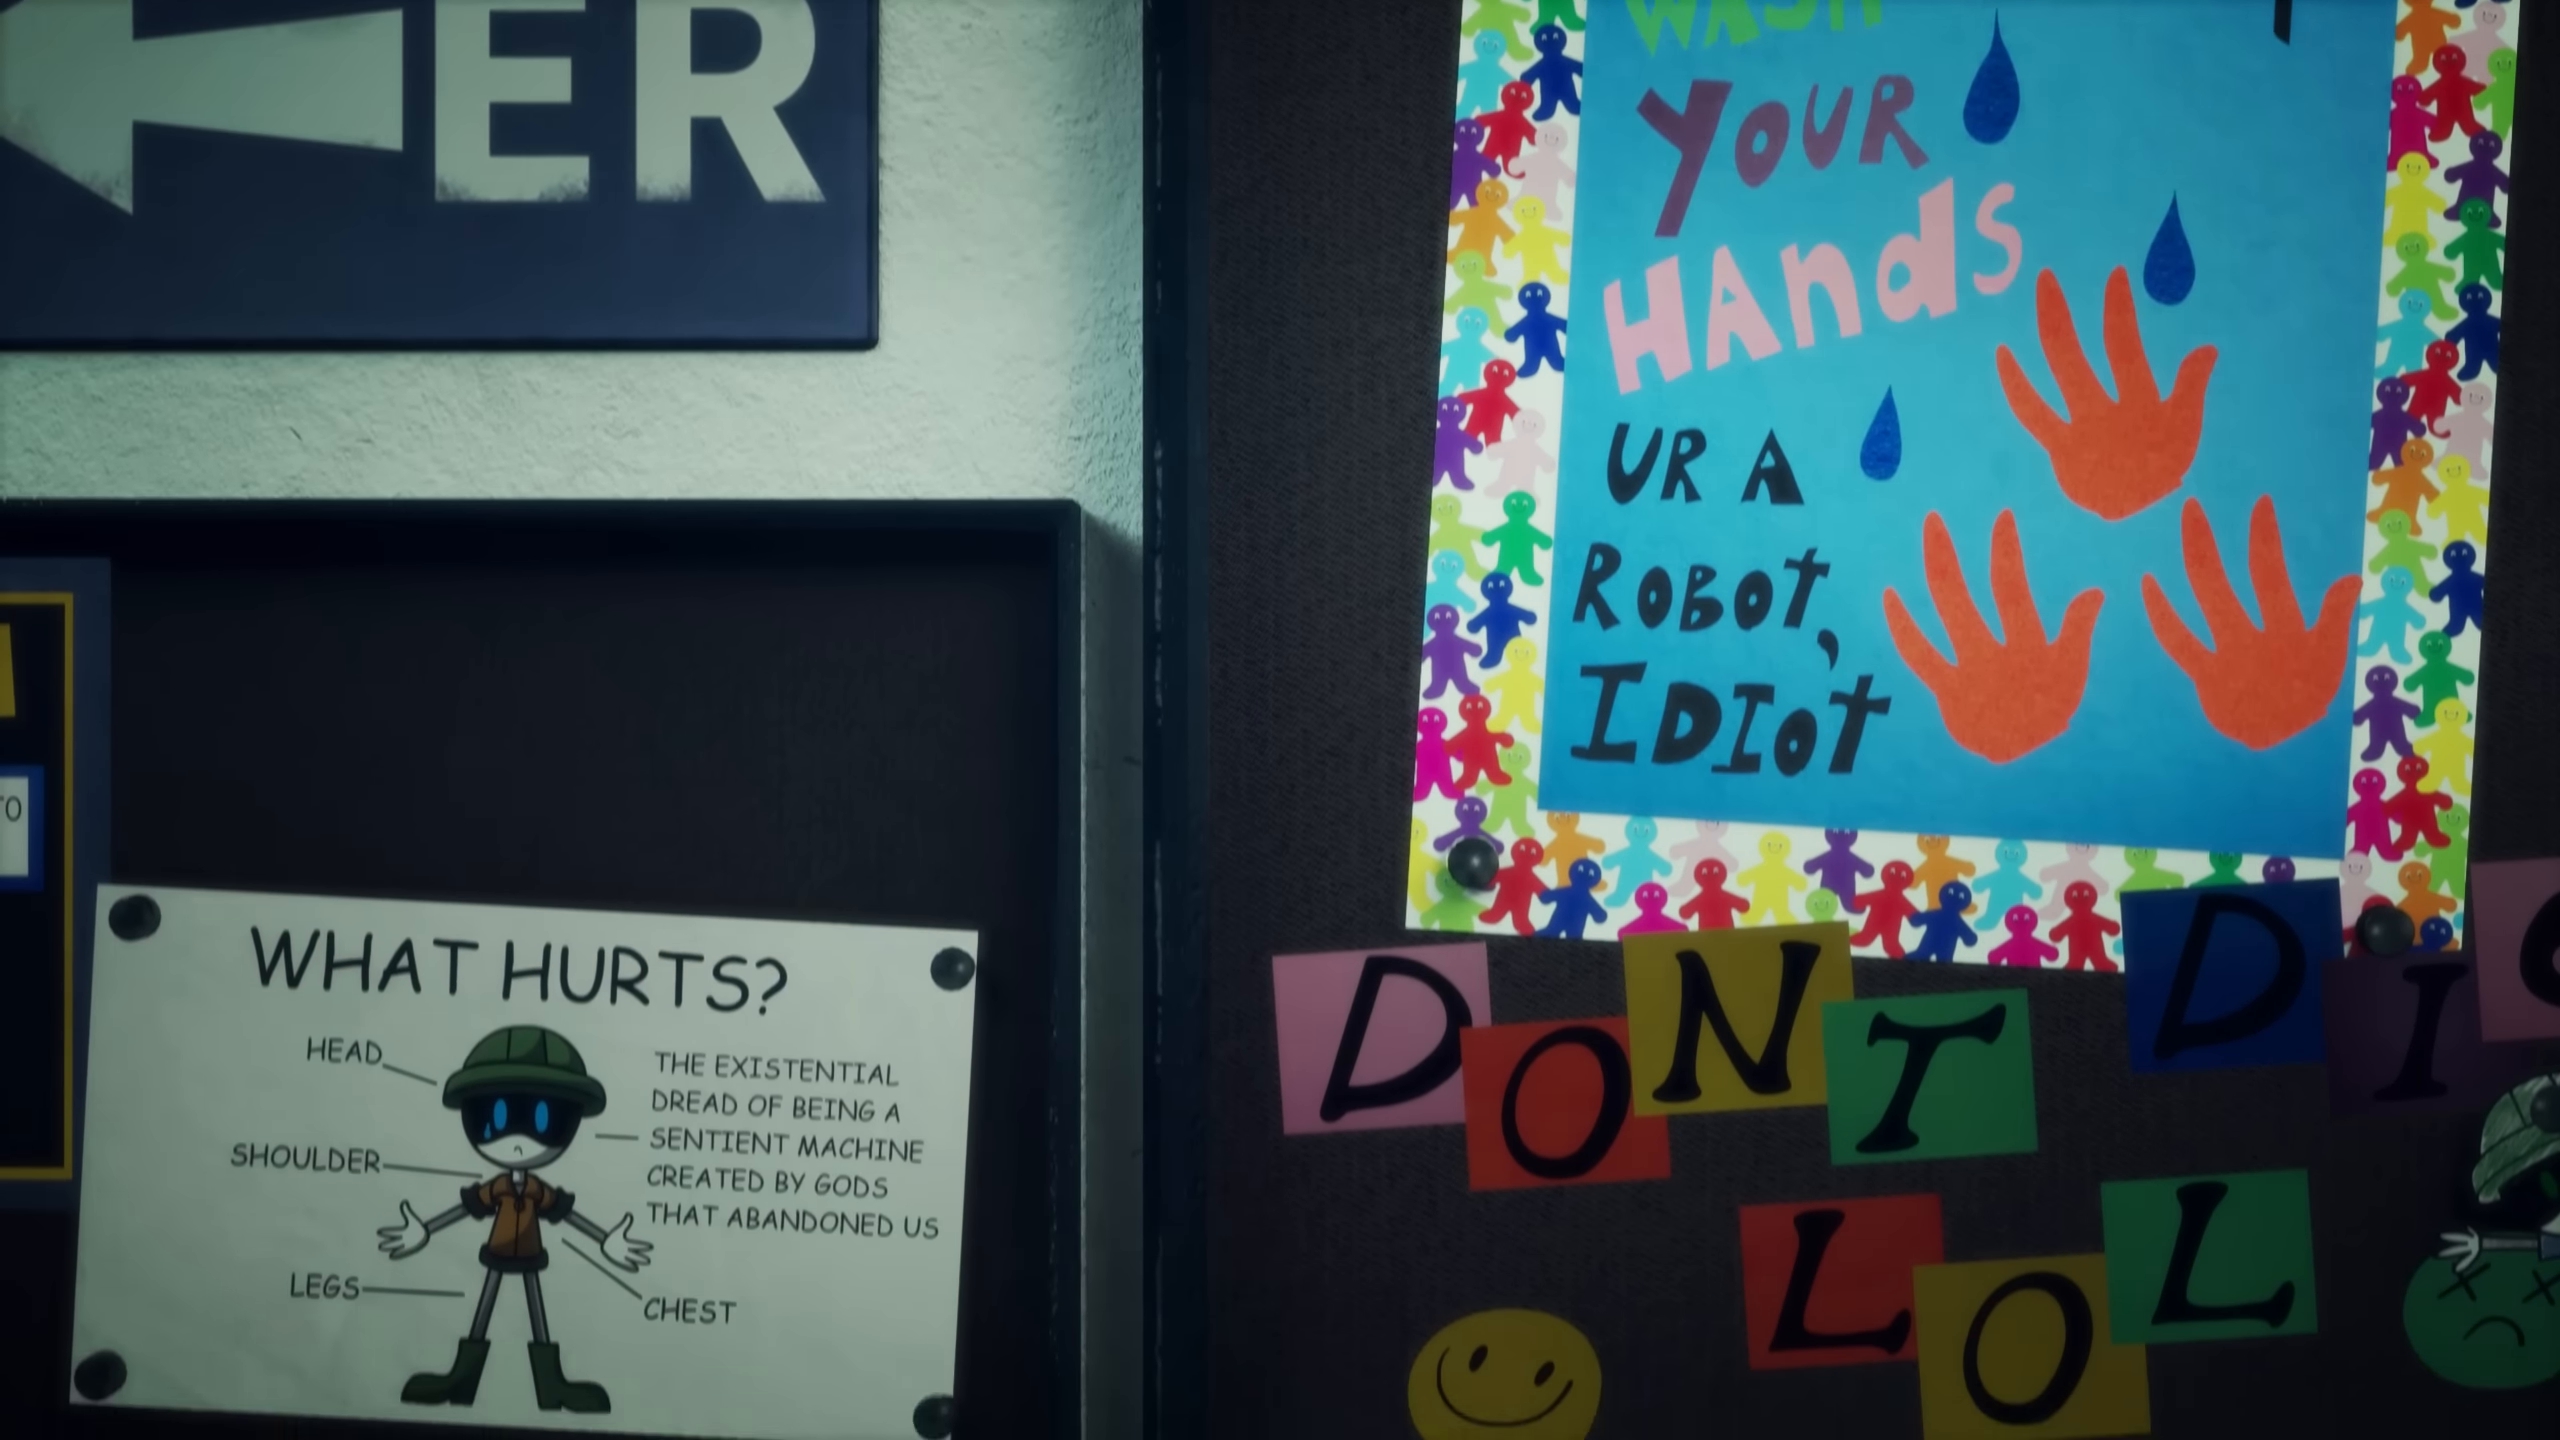 ER
WASH
YOUR
HANdS
UR A
ROBOT,
IDIOT
TO
WHAT HURTS?
HEAD
SHOULDER
LEGS
THE EXISTENTIAL
DREAD OF BEING A
SENTIENT MACHINE
CREATED BY GODS
THAT ABANDONED US
CHEST
DONT DI
LOL